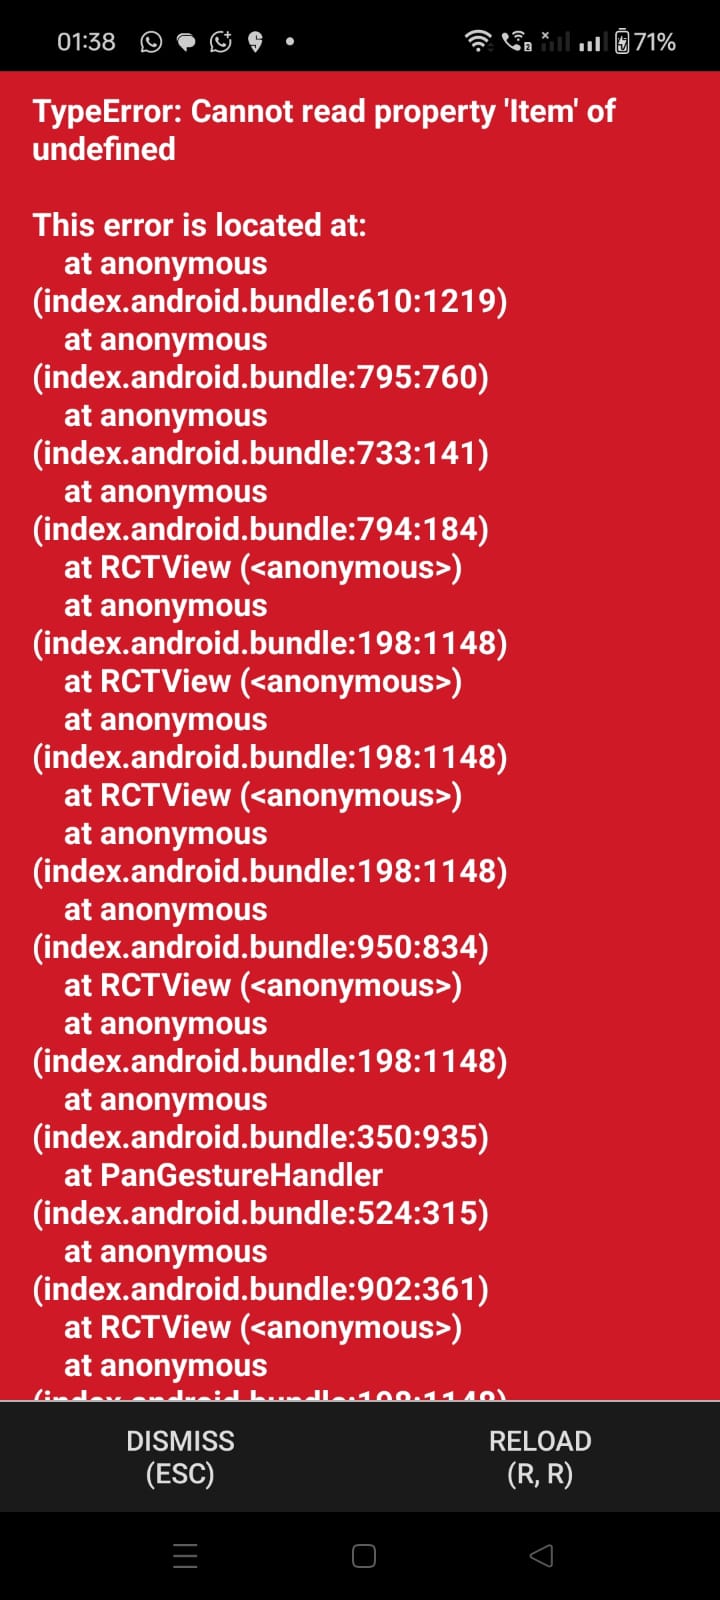 01:38
71%
TypeError: Cannot read property 'Item' of
undefined
This error is located at:
at anonymous
(index.android.bundle:610:1219)
at anonymous
(index.android.bundle:795:760)
at anonymous
(index.android.bundle:733:141)
at anonymous
(index.android.bundle:794:184)
at RCTView (<anonymous>)
at anonymous
(index.android.bundle:198:1148)
at RCTView (<anonymous>)
at anonymous
(index.android.bundle:198:1148)
at RCTView (<anonymous>)
at anonymous
(index.android.bundle:198:1148)
at anonymous
(index.android.bundle:950:834)
at RCTView (<anonymous>)
at anonymous
(index.android.bundle:198:1148)
at anonymous
(index.android.bundle:350:935)
at PanGestureHandler
(index.android.bundle:524:315)
at anonymous
(index.android.bundle:902:361)
at RCTView (<anonymous>)
at anonymous
(index.android.bundle:198:1148)
DISMISS
(ESC)
RELOAD
(R, R)